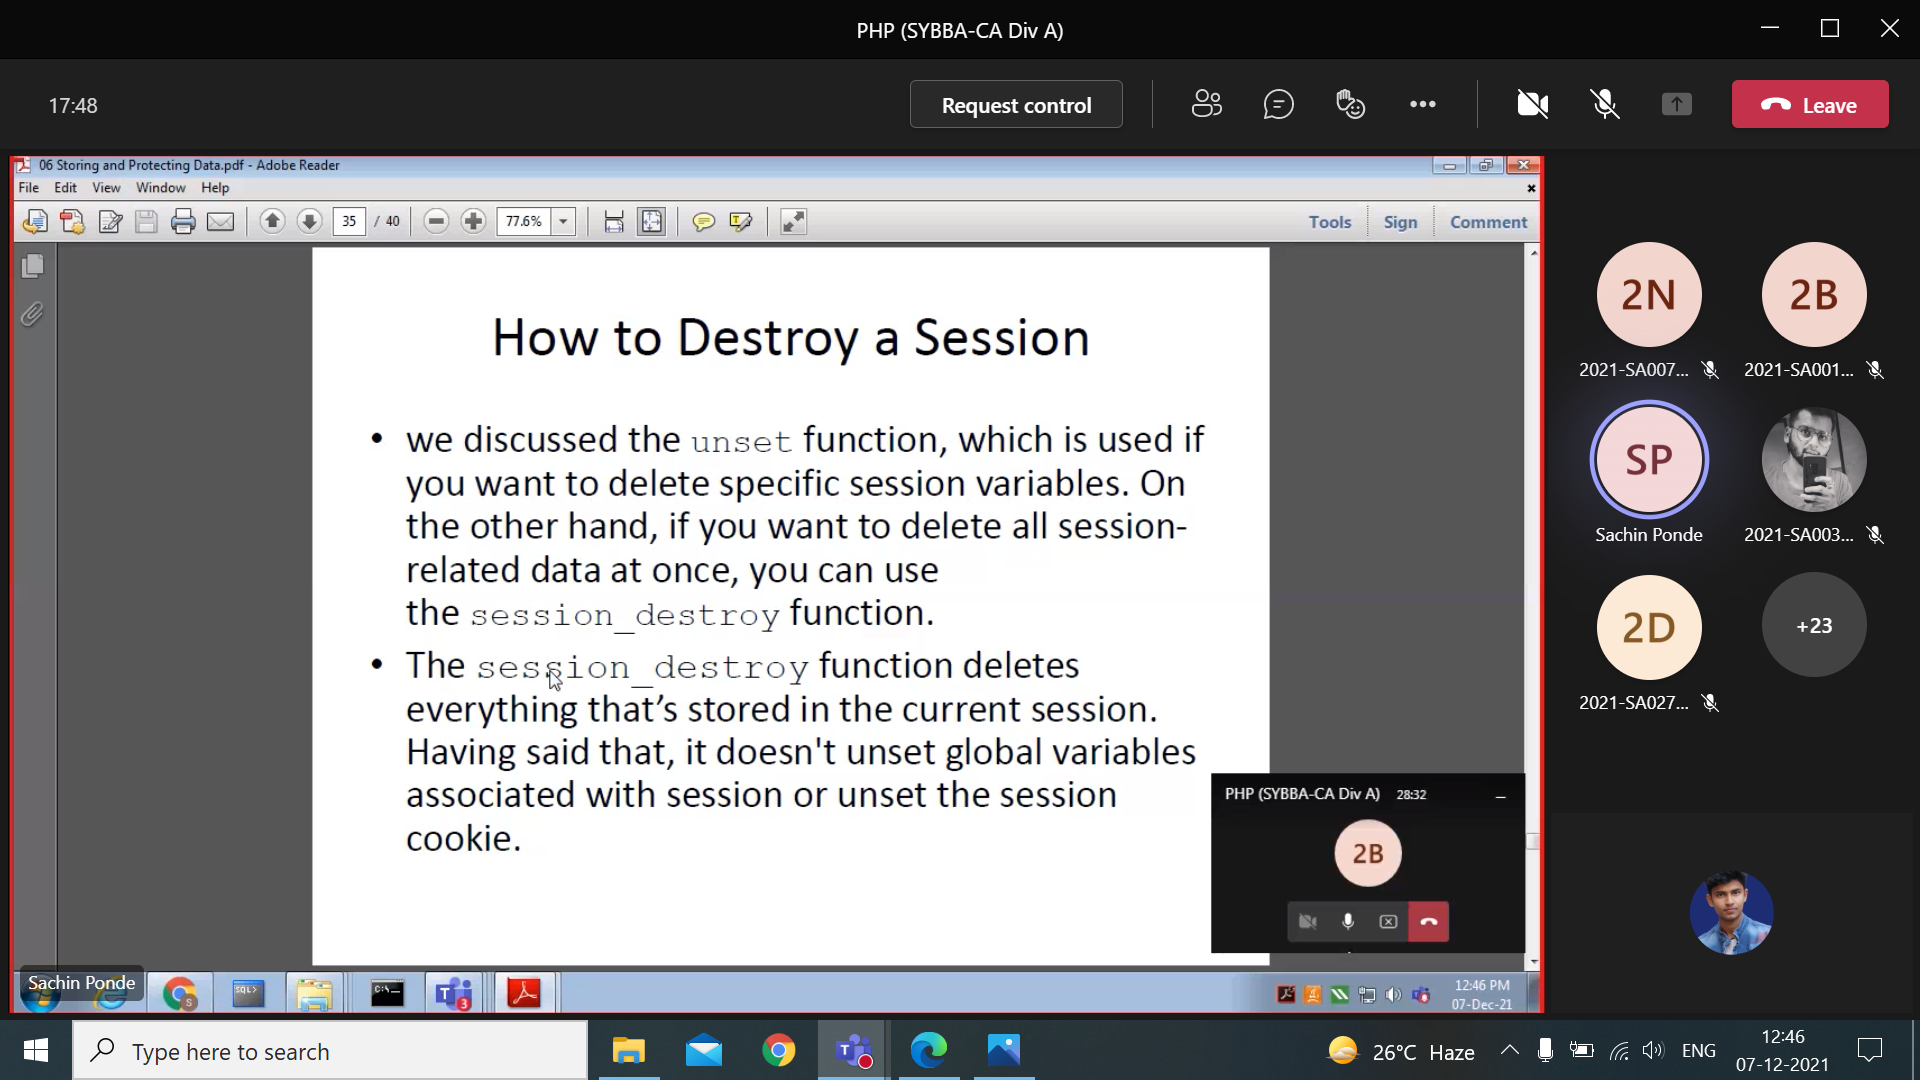 PHP (SYBBA-CA Div A)
17:48
Request control
Leave
06 Storing and Protecting Data.pdf - Adobe Reader
File Edit View Window Help
35 / 40 77.6% Tools Sign Comment
How to Destroy a Session
• we discussed the unset function, which is used if
you want to delete specific session variables. On
the other hand, if you want to delete all session-
related data at once, you can use
the session_destroy function.
• The session_destroy function deletes
everything that's stored in the current session.
Having said that, it doesn't unset global variables
associated with session or unset the session
cookie.
PHP (SYBBA-CA Div A) 28:32
2B
2N 2B
2021-SA007... 2021-SA001...
SP
Sachin Ponde 2021-SA003...
2D +23
2021-SA027...
Sachin Ponde
S
SQL>
C:\-
T 3
12:46 PM
07-Dec-21
Type here to search
26°C Haze
ENG
12:46
07-12-2021